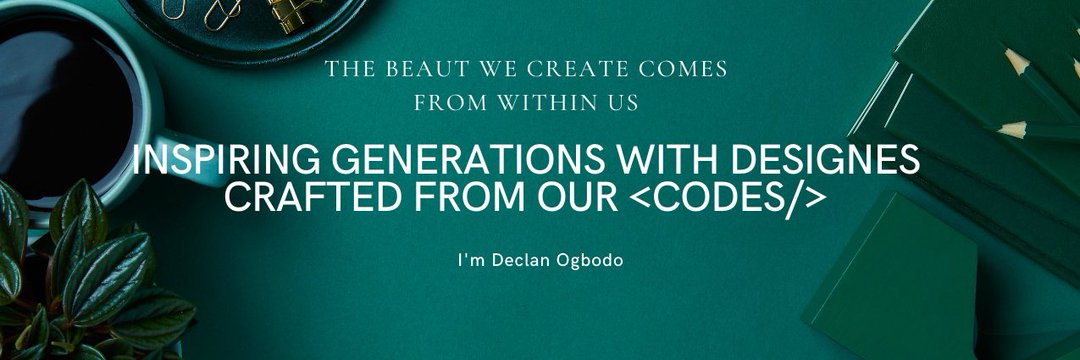 THE BEAUT WE CREATE COMES
FROM WITHIN US
INSPIRING GENERATIONS WITH DESIGNES
CRAFTED FROM OUR <CODES/>
I'm Declan Ogbodo